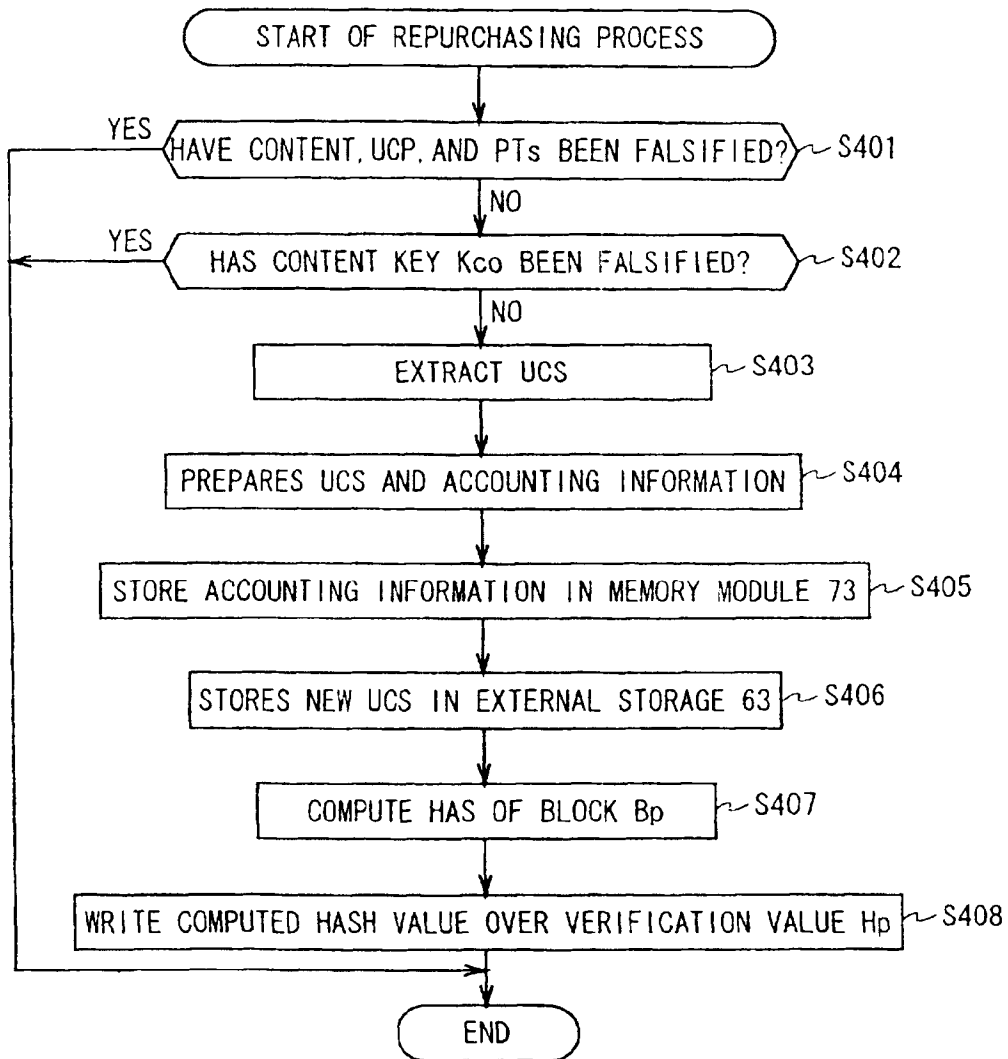 START OF REPURCHASING PROCESS
YES
HAVE CONTENT, UCP, AND PTs BEEN FALSIFIED?
S401
NO
YES
HAS CONTENT KEY Kco BEEN FALSIFIED?
S402
NO
EXTRACT UCS
S403
PREPARES UCS AND ACCOUNTING INFORMATION
S404
STORE ACCOUNTING INFORMATION IN MEMORY MODULE 73
S405
STORES NEW UCS IN EXTERNAL STORAGE 63
S406
COMPUTE HAS OF BLOCK Bp
S407
WRITE COMPUTED HASH VALUE OVER VERIFICATION VALUE Hp
S408
END